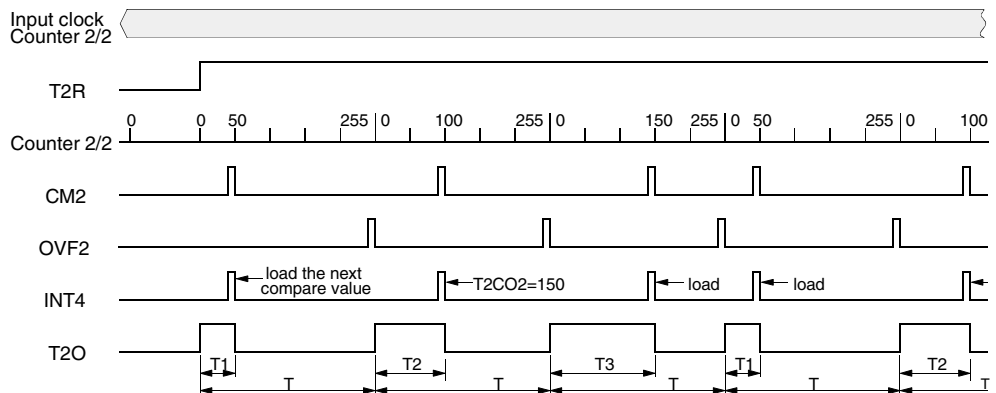 Input clock
Counter 2/2
T2R
0 0 50 255 0 100 255 0 150 255 0 50 255 0 100
Counter 2/2
CM2
OVF2
load the next
compare value
T2CO2=150
load
load
INT4
T2O
T1 T2 T3 T1 T2
T T T T T